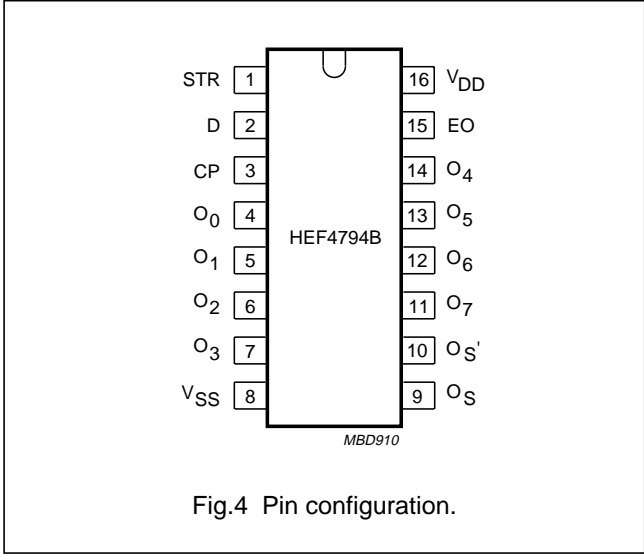 STR 1 16 VDD
D 2 15 EO
CP 3 14 O4
O0 4 13 O5
HEF4794B
O1 5 12 O6
O2 6 11 O7
O3 7 10 OS'
VSS 8 9 OS
MBD910
Fig.4 Pin configuration.